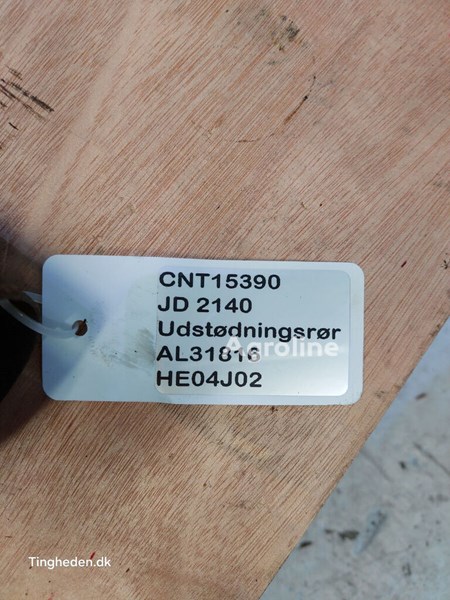 CNT15390
JD 2140
Udstødningsrør
Agroline
AL31816
HE04J02
Tingheden.dk